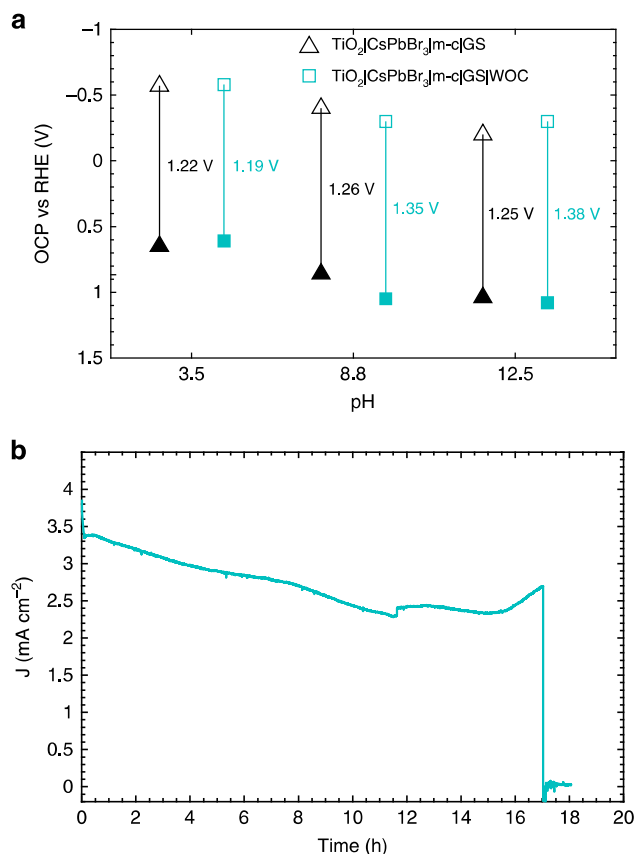 a
−1
−0.5
0
0.5
1
1.5
OCP vs RHE (V)
TiO₂|CsPbBr₃|m-c|GS
TiO₂|CsPbBr₃|m-c|GS|WOC
1.22 V
1.19 V
1.26 V
1.35 V
1.25 V
1.38 V
3.5
8.8
12.5
pH
b
4
3.5
3
2.5
2
1.5
1
0.5
0
J (mA cm⁻²)
0
2
4
6
8
10
12
14
16
18
20
Time (h)